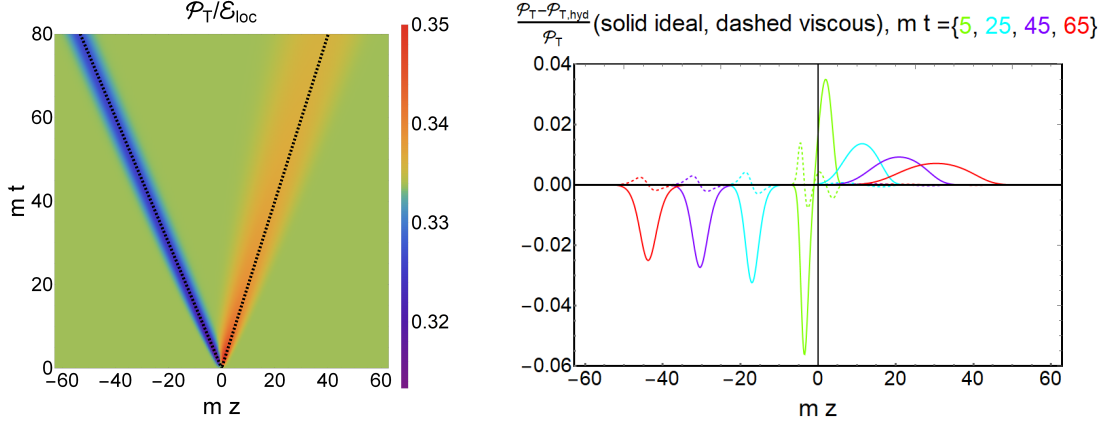 𝒫T/ℰloc
80
60
40
20
0
m t
−60 −40 −20 0 20 40 60
m z
0.35
0.34
0.33
0.32
𝒫T−𝒫T,hyd
𝒫T
(solid ideal, dashed viscous), m t ={5, 25, 45, 65}
0.04
0.02
0.00
−0.02
−0.04
−0.06
−60 −40 −20 0 20 40 60
m z